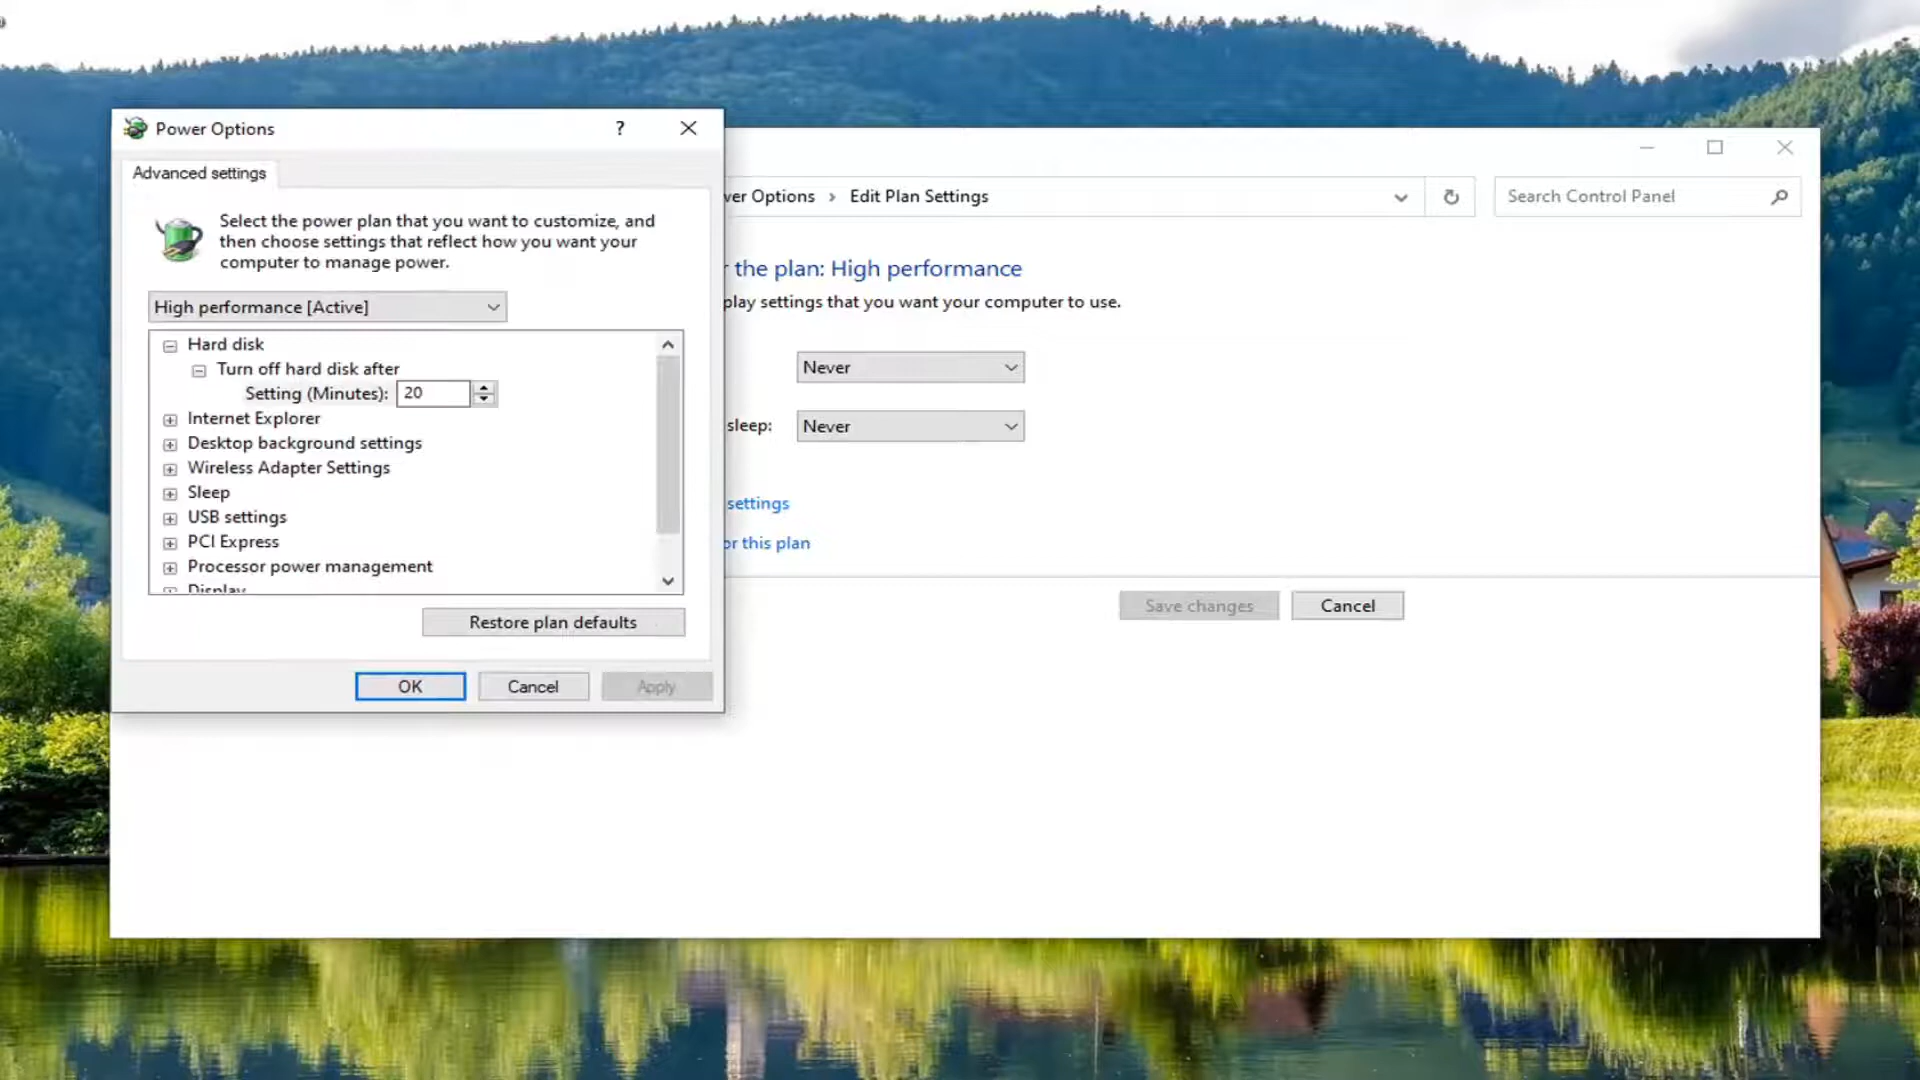 Power Options
?
Advanced settings
Select the power plan that you want to customize, and
then choose settings that reflect how you want your
computer to manage power.
High performance [Active]
Hard disk
Turn off hard disk after
Setting (Minutes): 20
Internet Explorer
Desktop background settings
Wireless Adapter Settings
Sleep
USB settings
PCI Express
Processor power management
Display
Restore plan defaults
OK
Cancel
Apply
Options › Edit Plan Settings
Search Control Panel
the plan: High performance
play settings that you want your computer to use.
Never
sleep: Never
settings
or this plan
Save changes
Cancel